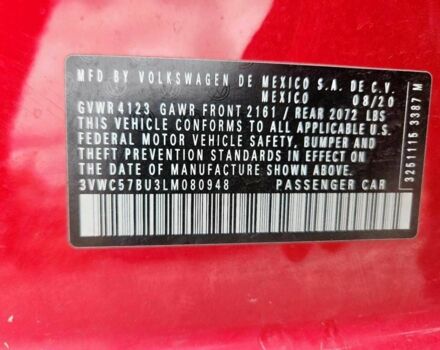 MFD BY VOLKSWAGEN DE MEXICO S.A. DE C.V.
MEXICO 08/20
GVWR 4123 GAWR FRONT 2161 / REAR 2072 LBS
THIS VEHICLE CONFORMS TO ALL APPLICABLE
FEDERAL MOTOR VEHICLE SAFETY, BUMPER AND
THEFT PREVENTION STANDARDS IN EFFECT ON
THE DATE OF MANUFACTURE SHOWN ABOVE.
3VWC57BU3LM080948 PASSENGER CAR
3251115 3387 M